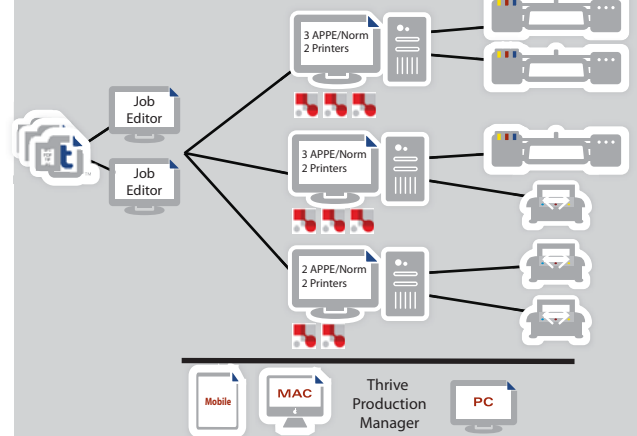 3 APPE/Norm
2 Printers
Job
Editor
t
TM
Job
Editor
3 APPE/Norm
2 Printers
2 APPE/Norm
2 Printers
Mobile
MAC
Thrive
Production
Manager
PC